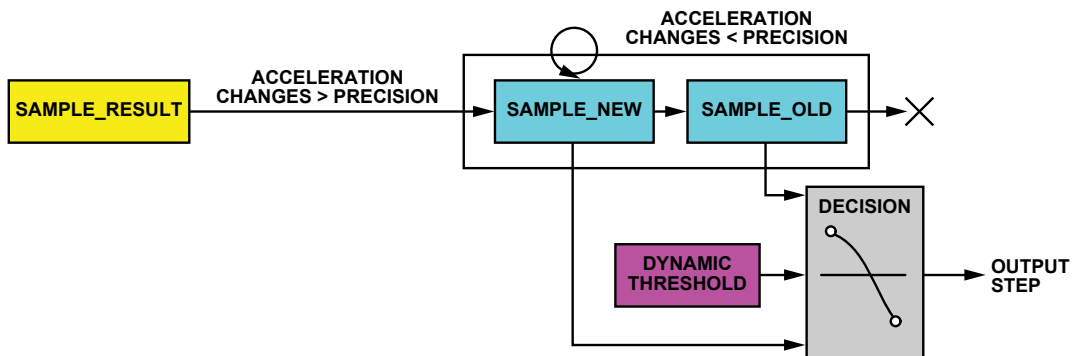 ACCELERATION
CHANGES < PRECISION
ACCELERATION
CHANGES > PRECISION
SAMPLE_RESULT
SAMPLE_NEW
SAMPLE_OLD
DECISION
DYNAMIC
THRESHOLD
OUTPUT
STEP